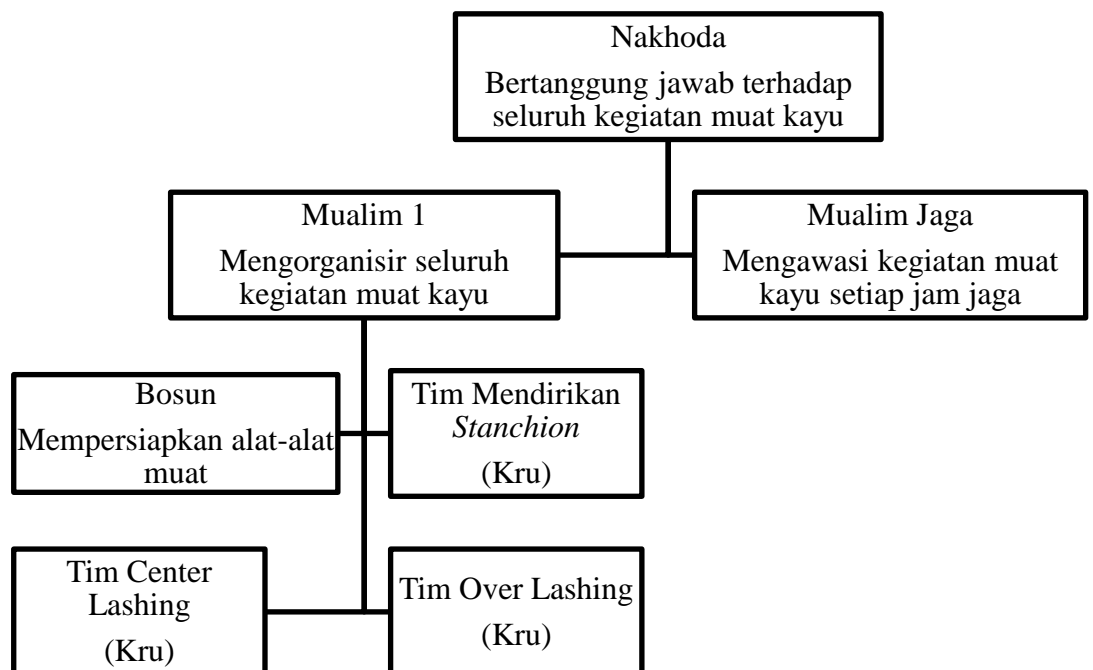 Nakhoda
Bertanggung jawab terhadap
seluruh kegiatan muat kayu
Mualim 1
Mengorganisir seluruh
kegiatan muat kayu
Mualim Jaga
Mengawasi kegiatan muat
kayu setiap jam jaga
Bosun
Mempersiapkan alat-alat
muat
Tim Mendirikan
Stanchion
(Kru)
Tim Center
Lashing
(Kru)
Tim Over Lashing
(Kru)